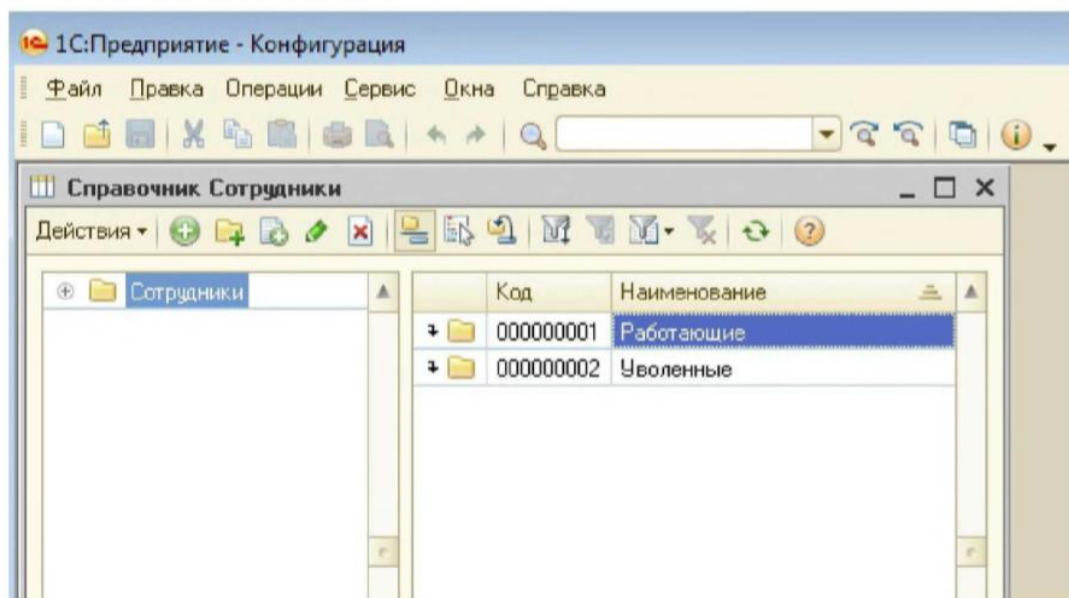 1С:Предприятие - Конфигурация
Файл Правка Операции Сервис Окна Справка
Справочник Сотрудники
Действия
Сотрудники
Код Наименование
000000001 Работающие
000000002 Уволенные